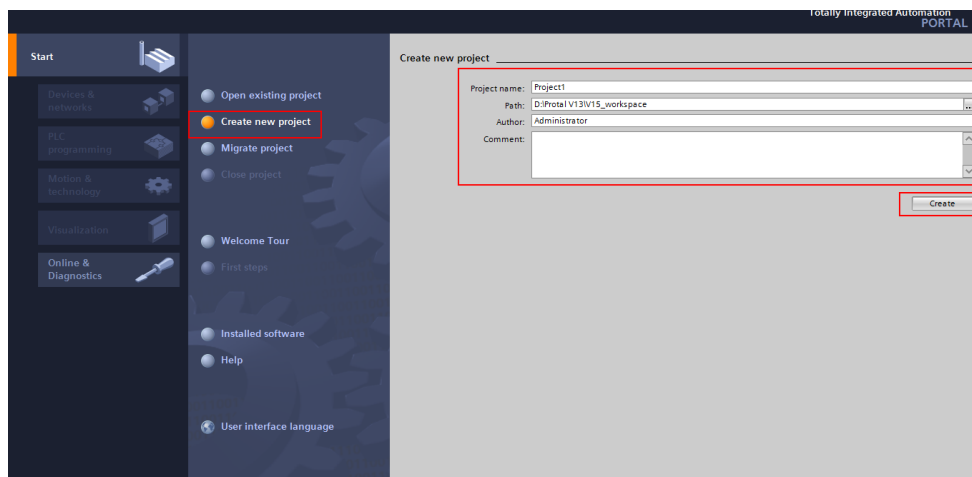 Totally Integrated Automation
PORTAL
Start
Devices &
networks
PLC
programming
Motion &
technology
Visualization
Online &
Diagnostics
Open existing project
Create new project
Migrate project
Close project
Welcome Tour
First steps
Installed software
Help
User interface language
Create new project
Project name: Project1
Path: D:\Protal V13\V15_workspace
...
Author: Administrator
Comment:
Create